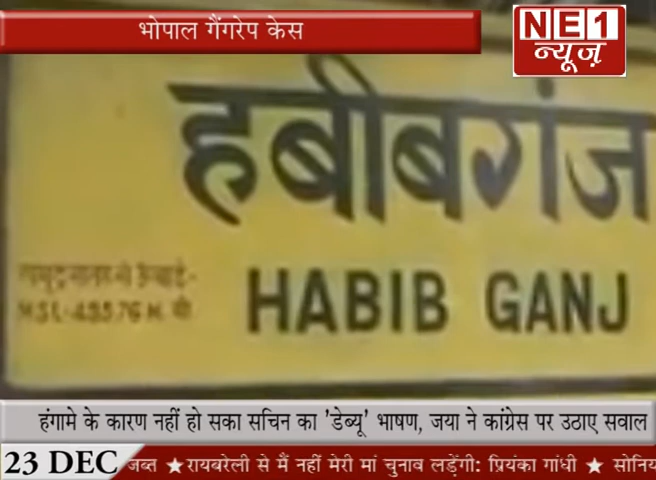 भोपाल गैंगरेप केस
NE1
न्यूज़
हबीबगंज
HABIB GANJ
हंगामे के कारण नहीं हो सका सचिन का 'डेब्यू' भाषण, जया ने कांग्रेस पर उठाए सवाल
23 DEC जब्त ★ रायबरेली से मैं नहीं मेरी मां चुनाव लड़ेंगी: प्रियंका गांधी ★